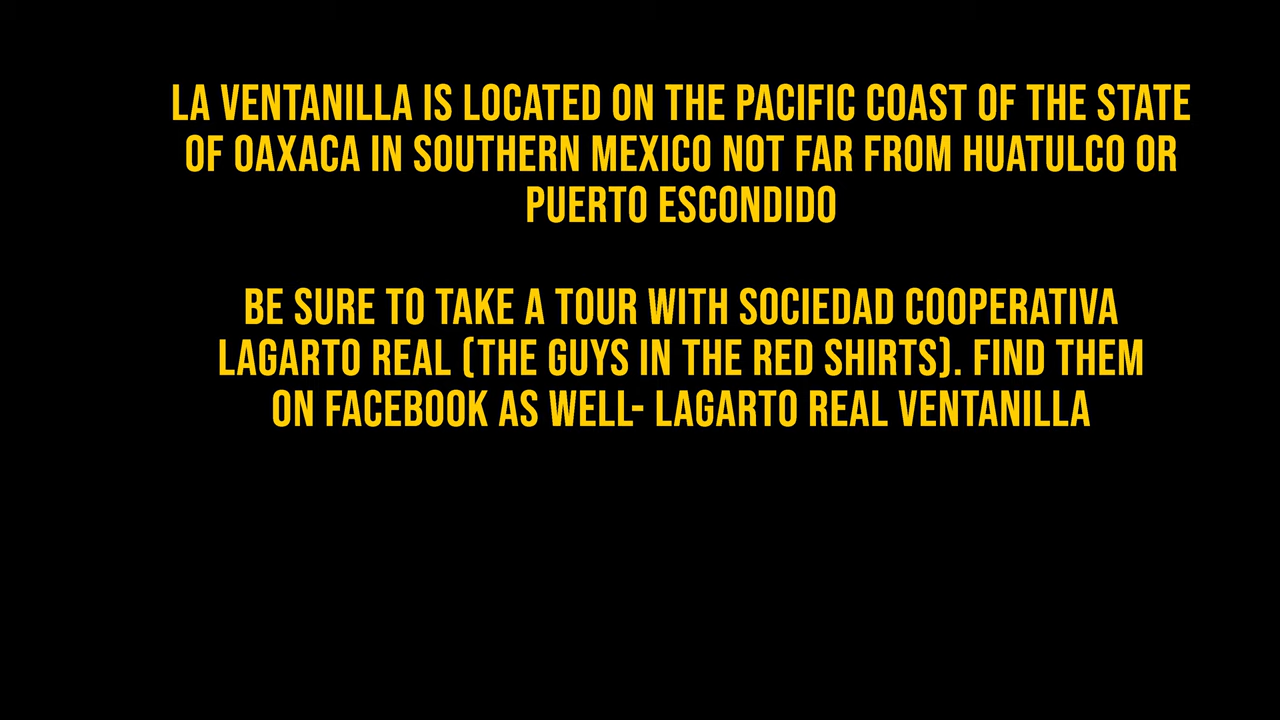 LA VENTANILLA IS LOCATED ON THE PACIFIC COAST OF THE STATE
OF OAXACA IN SOUTHERN MEXICO NOT FAR FROM HUATULCO OR
PUERTO ESCONDIDO
BE SURE TO TAKE A TOUR WITH SOCIEDAD COOPERATIVA
LAGARTO REAL (THE GUYS IN THE RED SHIRTS). FIND THEM
ON FACEBOOK AS WELL- LAGARTO REAL VENTANILLA